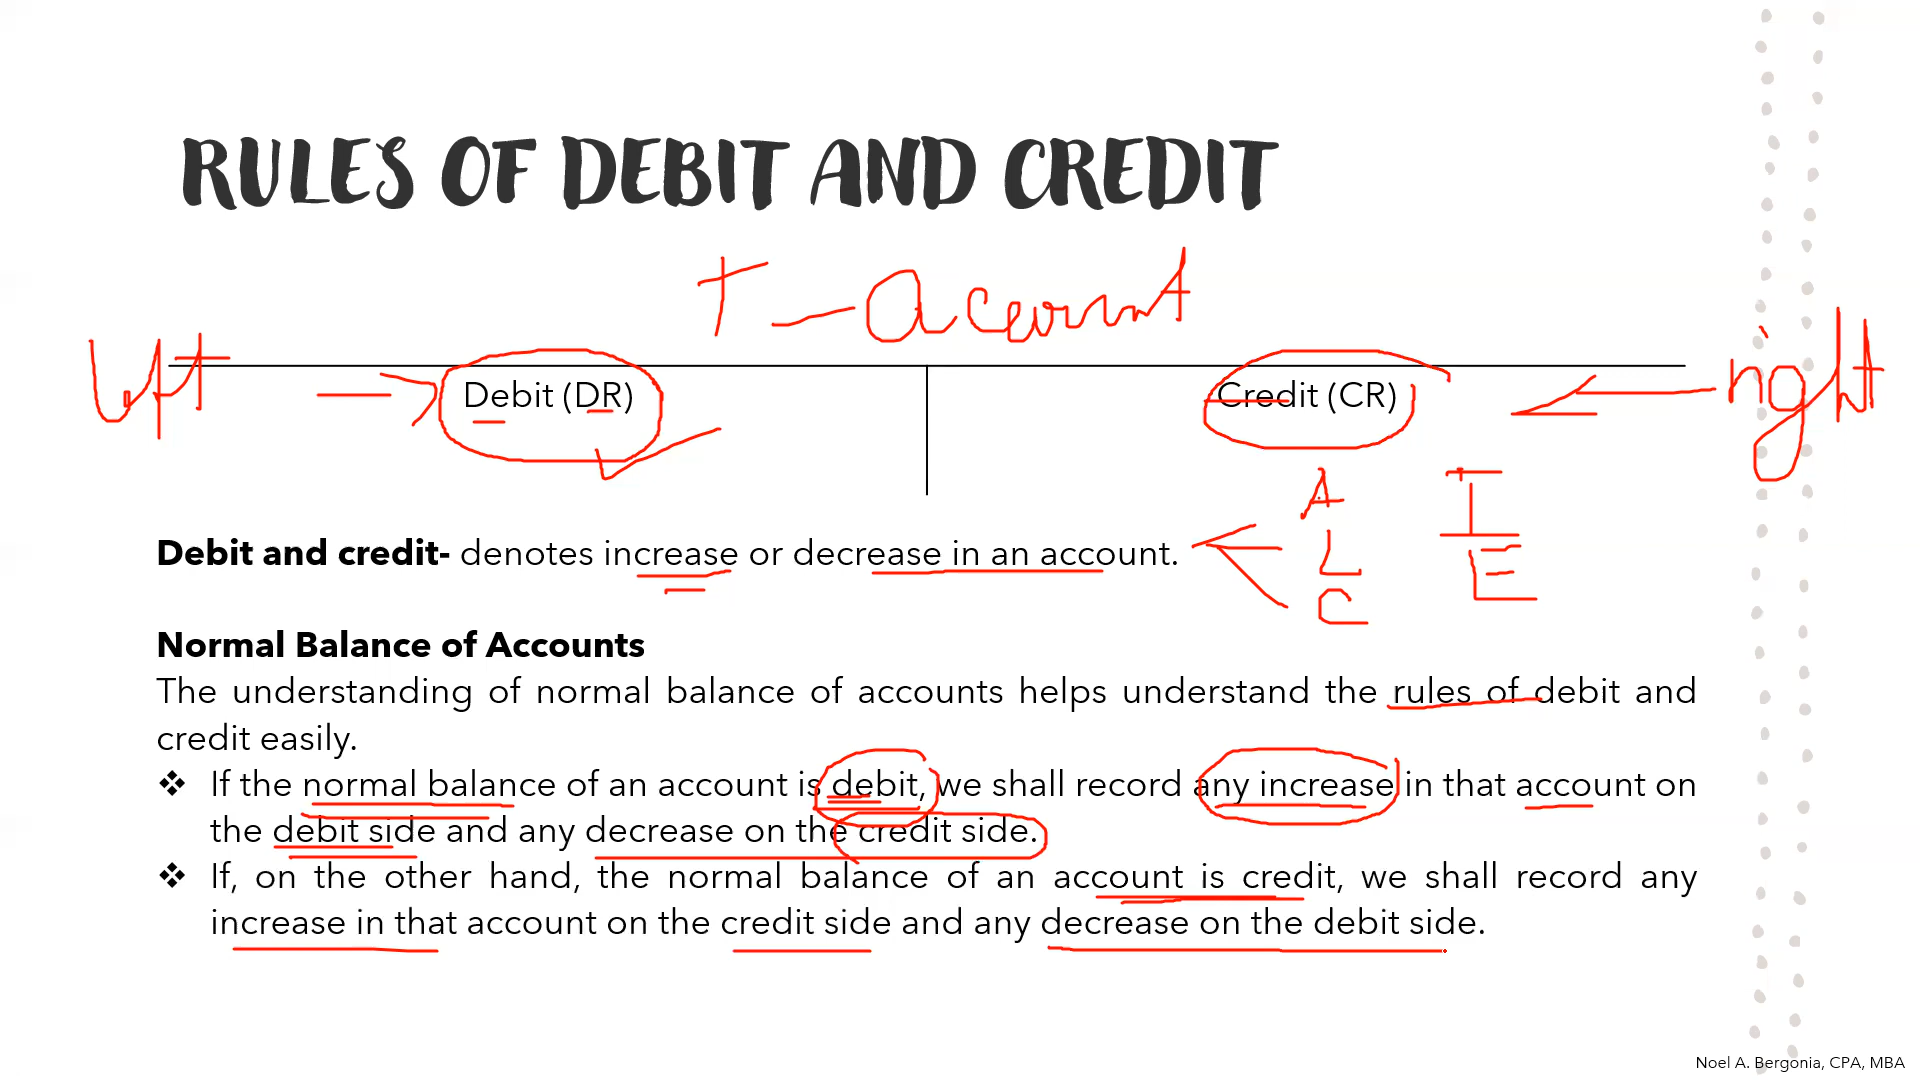 RULES OF DEBIT AND CREDIT
T - Account
left
Debit (DR)
Credit (CR)
right
A I
L E
C
Debit and credit- denotes increase or decrease in an account.
Normal Balance of Accounts
The understanding of normal balance of accounts helps understand the rules of debit and
credit easily.
❖ If the normal balance of an account is debit, we shall record any increase in that account on
the debit side and any decrease on the credit side.
❖ If, on the other hand, the normal balance of an account is credit, we shall record any
increase in that account on the credit side and any decrease on the debit side.
Noel A. Bergonia, CPA, MBA